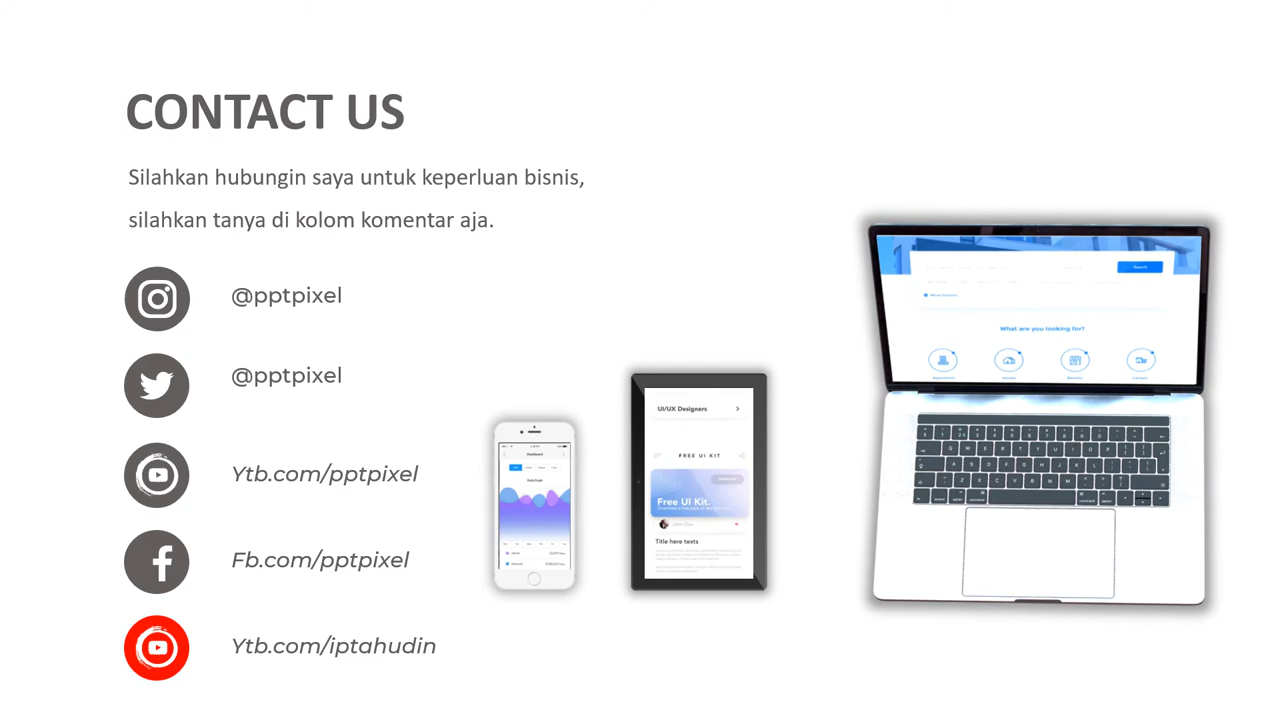 CONTACT US
Silahkan hubungin saya untuk keperluan bisnis,
silahkan tanya di kolom komentar aja.
@pptpixel
@pptpixel
Ytb.com/pptpixel
Fb.com/pptpixel
Ytb.com/iptahudin
Dashboard
UI/UX Designers
FREE UI KIT
Free UI Kit.
Title here texts
Search
What are you looking for?